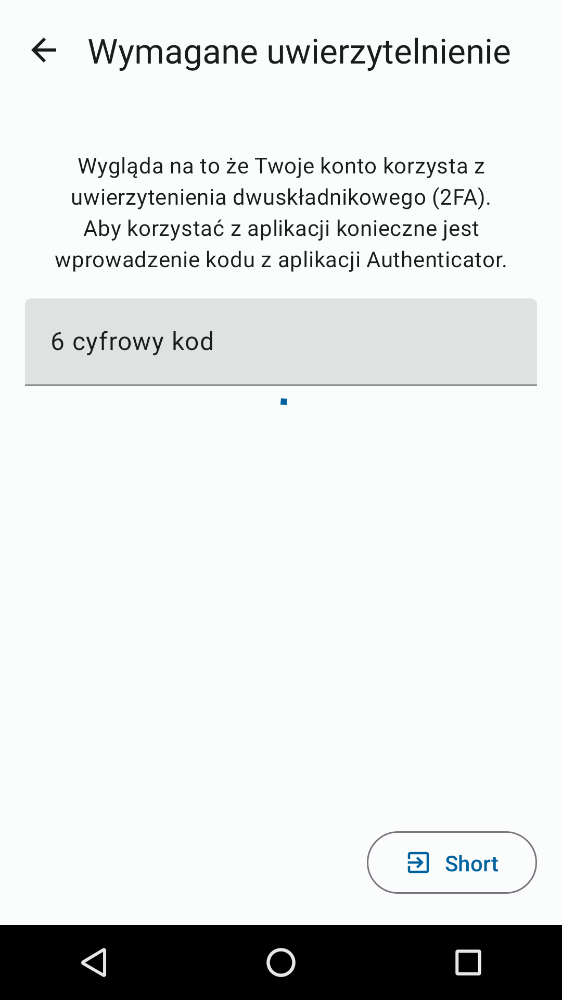 Wymagane uwierzytelnienie
Wygląda na to że Twoje konto korzysta z
uwierzytenienia dwuskładnikowego (2FA).
Aby korzystać z aplikacji konieczne jest
wprowadzenie kodu z aplikacji Authenticator.
6 cyfrowy kod
Short